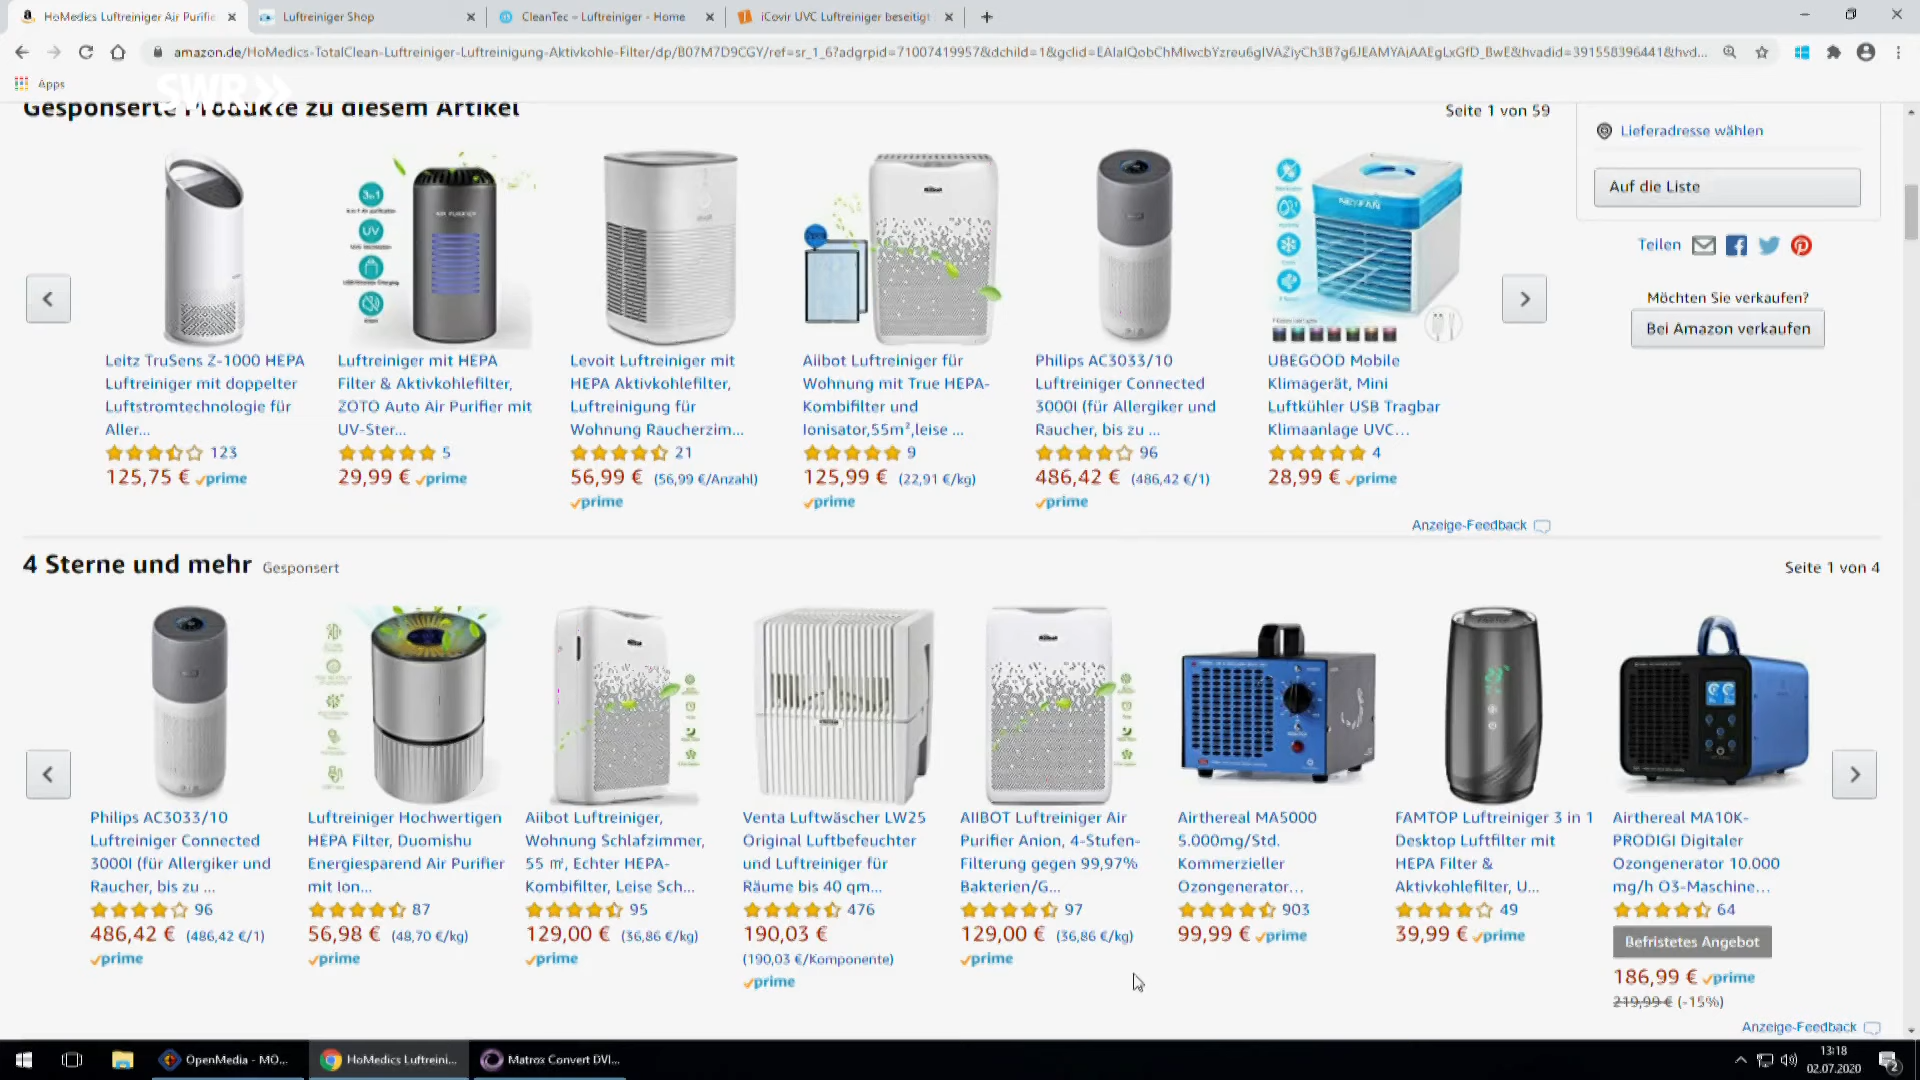 HoMedics Luftreiniger Air Purifie
Luftreiniger Shop
CleanTec – Luftreiniger - Home
iCovir UVC Luftreiniger beseitigt
amazon.de/HoMedics-TotalClean-Luftreiniger-Luftreinigung-Aktivkohle-Filter/dp/B07M7D9CGY/ref=sr_1_6?adgrpid=71007419957&dchild=1&gclid=EAIaIQobChMIwcbYzreu6gIVAZiyCh3B7g6JEAMYAiAAEgLxGfD_BwE&hvadid=391558396441&hvd...
Apps
SWR
Gesponserte Produkte zu diesem Artikel
Seite 1 von 59
Lieferadresse wählen
Auf die Liste
Teilen
Möchten Sie verkaufen?
Bei Amazon verkaufen
3in1
UV
AIR PURIFIER
Aiibot
Leitz TruSens Z-1000 HEPA
Luftreiniger mit doppelter
Luftstromtechnologie für
Aller...
123
125,75 € prime
Luftreiniger mit HEPA
Filter & Aktivkohlefilter,
ZOTO Auto Air Purifier mit
UV-Ster...
5
29,99 € prime
Levoit Luftreiniger mit
HEPA Aktivkohlefilter,
Luftreinigung für
Wohnung Raucherzim...
21
56,99 € (56,99 €/Anzahl)
prime
Aiibot Luftreiniger für
Wohnung mit True HEPA-
Kombifilter und
Ionisator,55m²,leise ...
9
125,99 € (22,91 €/kg)
prime
Philips AC3033/10
Luftreiniger Connected
3000I (für Allergiker und
Raucher, bis zu ...
96
486,42 € (486,42 €/1)
prime
UBEGOOD Mobile
Klimagerät, Mini
Luftkühler USB Tragbar
Klimaanlage UVC...
4
28,99 € prime
Anzeige-Feedback
4 Sterne und mehr Gesponsert
Seite 1 von 4
Aiibot
Aiibot
Philips AC3033/10
Luftreiniger Connected
3000I (für Allergiker und
Raucher, bis zu ...
96
486,42 € (486,42 €/1)
prime
Luftreiniger Hochwertigen
HEPA Filter, Duomishu
Energiesparend Air Purifier
mit Ion...
87
56,98 € (48,70 €/kg)
prime
Aiibot Luftreiniger,
Wohnung Schlafzimmer,
55 ㎡, Echter HEPA-
Kombifilter, Leise Sch...
95
129,00 € (36,86 €/kg)
prime
Venta Luftwäscher LW25
Original Luftbefeuchter
und Luftreiniger für
Räume bis 40 qm...
476
190,03 €
(190,03 €/Komponente)
prime
AIIBOT Luftreiniger Air
Purifier Anion, 4-Stufen-
Filterung gegen 99,97%
Bakterien/G...
97
129,00 € (36,86 €/kg)
prime
Airthereal MA5000
5.000mg/Std.
Kommerzieller
Ozongenerator...
903
99,99 € prime
FAMTOP Luftreiniger 3 in 1
Desktop Luftfilter mit
HEPA Filter &
Aktivkohlefilter, U...
49
39,99 € prime
Airthereal MA10K-
PRODIGI Digitaler
Ozongenerator 10.000
mg/h O3-Maschine...
64
Befristetes Angebot
186,99 € prime
219,99 € (-15%)
Anzeige-Feedback
OpenMedia - MO...
HoMedics Luftreini...
Matrox Convert DVI...
13:18
02.07.2020
2